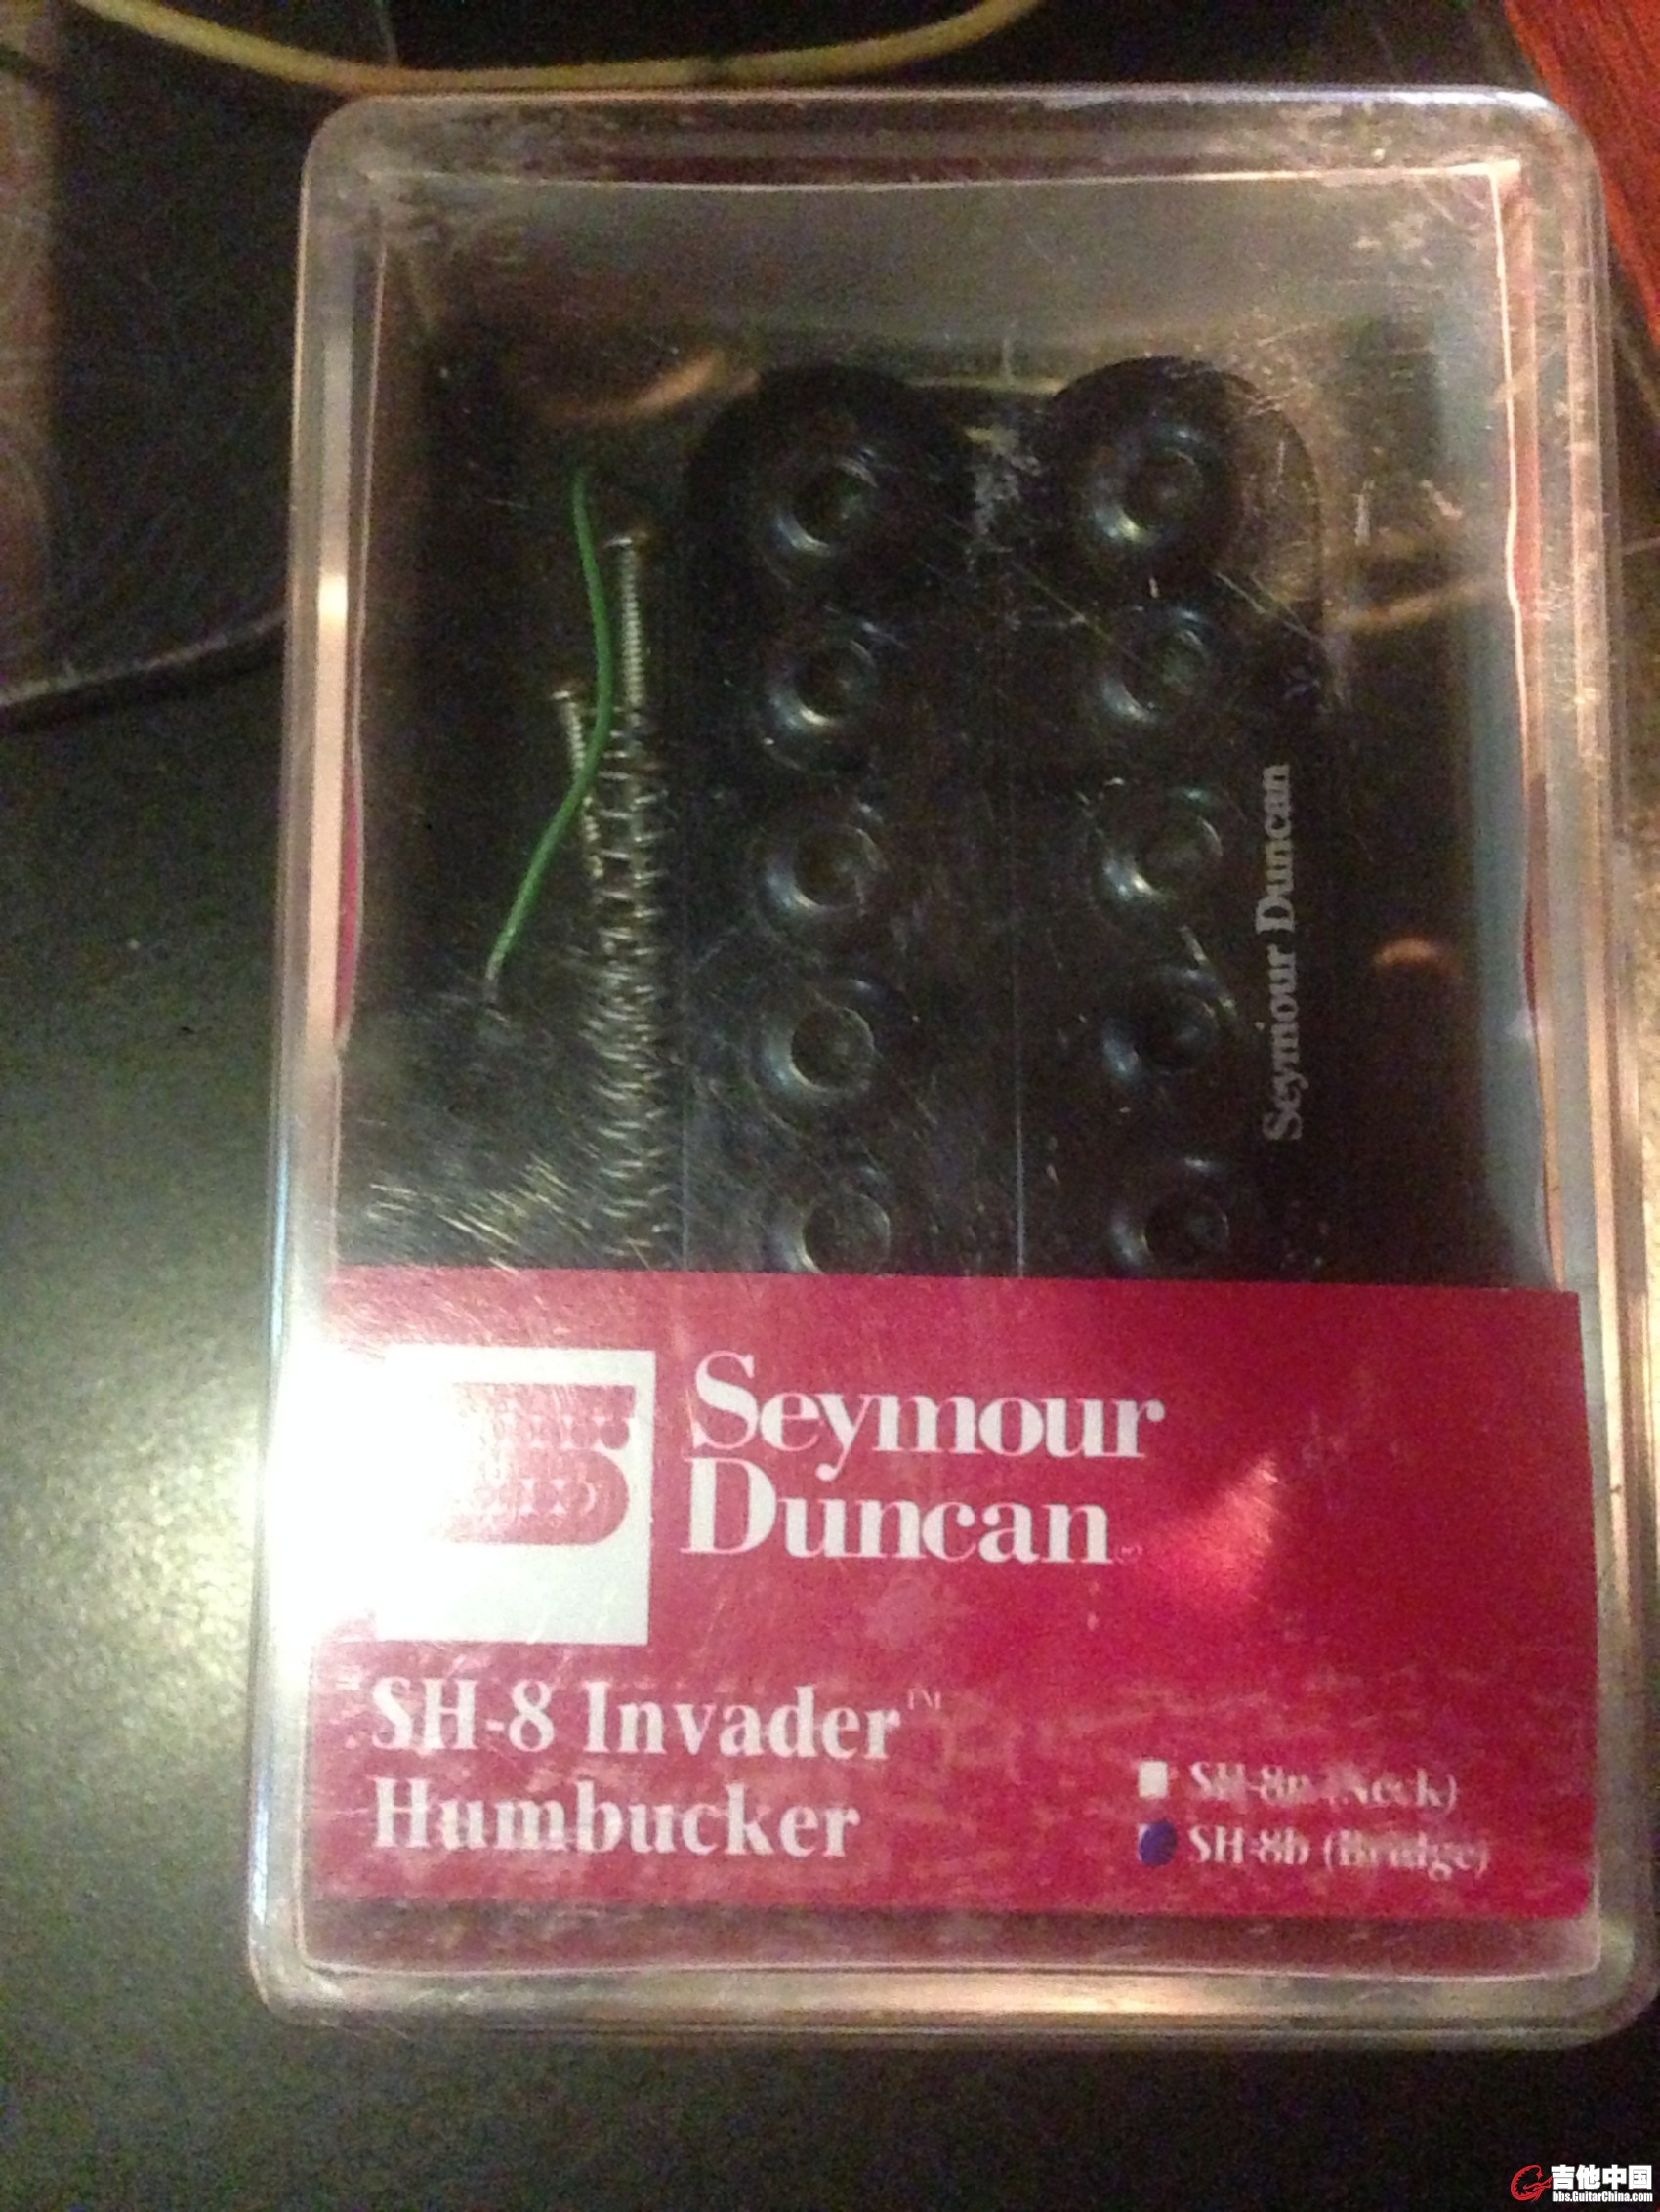 Seymour Duncan
Seymour
Duncan
SH-8 Invader™
Humbucker
SH-8n (Neck)
SH-8b (Bridge)
吉他中国
bbs.GuitarChina.com